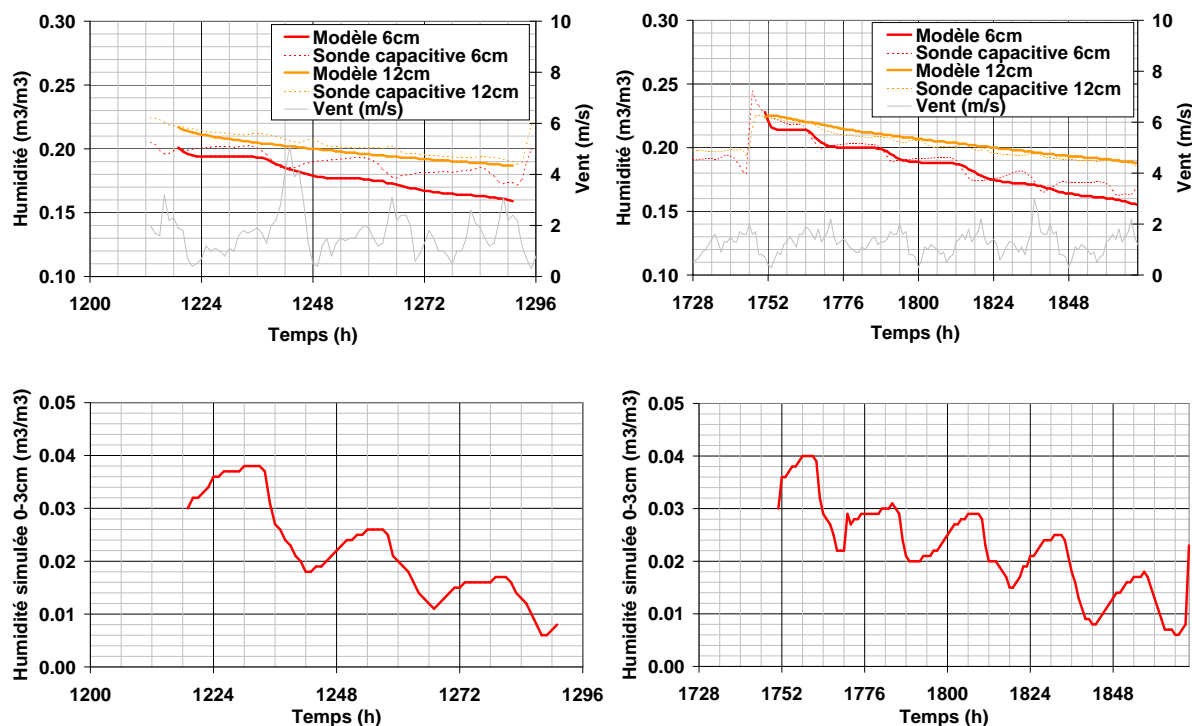 0.30
0.25
0.20
0.15
0.10
Humidité (m3/m3)
Modèle 6cm
Sonde capacitive 6cm
Modèle 12cm
Sonde capacitive 12cm
Vent (m/s)
10
8
6
4
2
0
Vent (m/s)
1200 1224 1248 1272 1296
Temps (h)
0.30
0.25
0.20
0.15
0.10
Humidité (m3/m3)
Modèle 6cm
Sonde capacitive 6cm
Modèle 12cm
Sonde capacitive 12cm
Vent (m/s)
10
8
6
4
2
0
Vent (m/s)
1728 1752 1776 1800 1824 1848
Temps (h)
0.05
0.04
0.03
0.02
0.01
0.00
Humidité simulée 0-3cm (m3/m3)
1200 1224 1248 1272 1296
Temps (h)
0.05
0.04
0.03
0.02
0.01
0.00
Humidité simulée 0-3cm (m3/m3)
1728 1752 1776 1800 1824 1848
Temps (h)